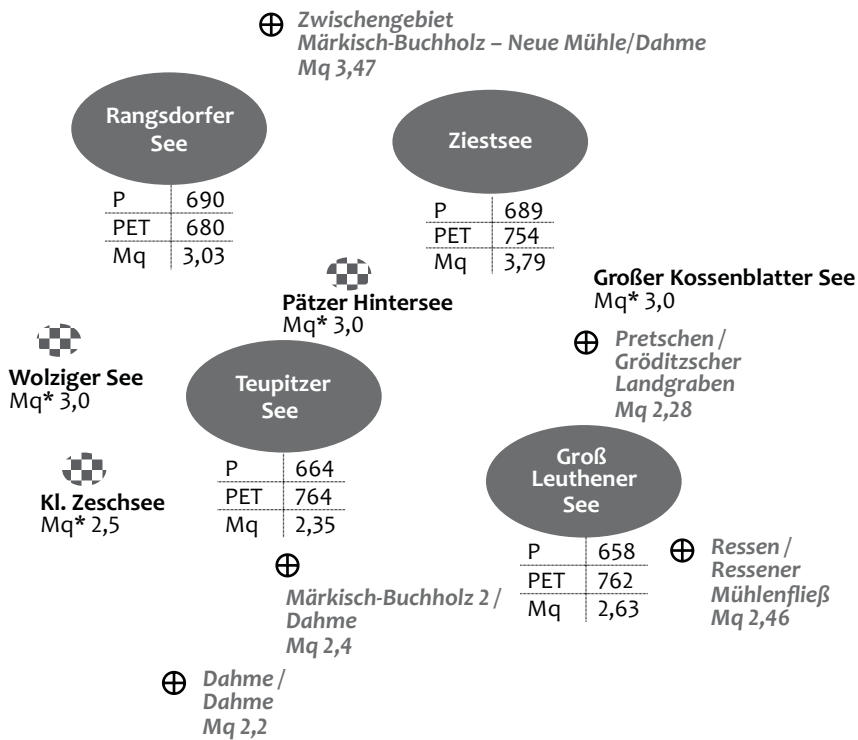 Zwischengebiet
Märkisch-Buchholz – Neue Mühle/Dahme
Mq 3,47
Rangsdorfer
See
P 690
PET 680
Mq 3,03
Ziestsee
P 689
PET 754
Mq 3,79
Pätzer Hintersee
Mq* 3,0
Großer Kossenblatter See
Mq* 3,0
Pretschen /
Gröditzscher
Landgraben
Mq 2,28
Wolziger See
Mq* 3,0
Teupitzer
See
P 664
PET 764
Mq 2,35
Kl. Zeschsee
Mq* 2,5
Groß
Leuthener
See
P 658
PET 762
Mq 2,63
Ressen /
Ressener
Mühlenfließ
Mq 2,46
Märkisch-Buchholz 2 /
Dahme
Mq 2,4
Dahme /
Dahme
Mq 2,2